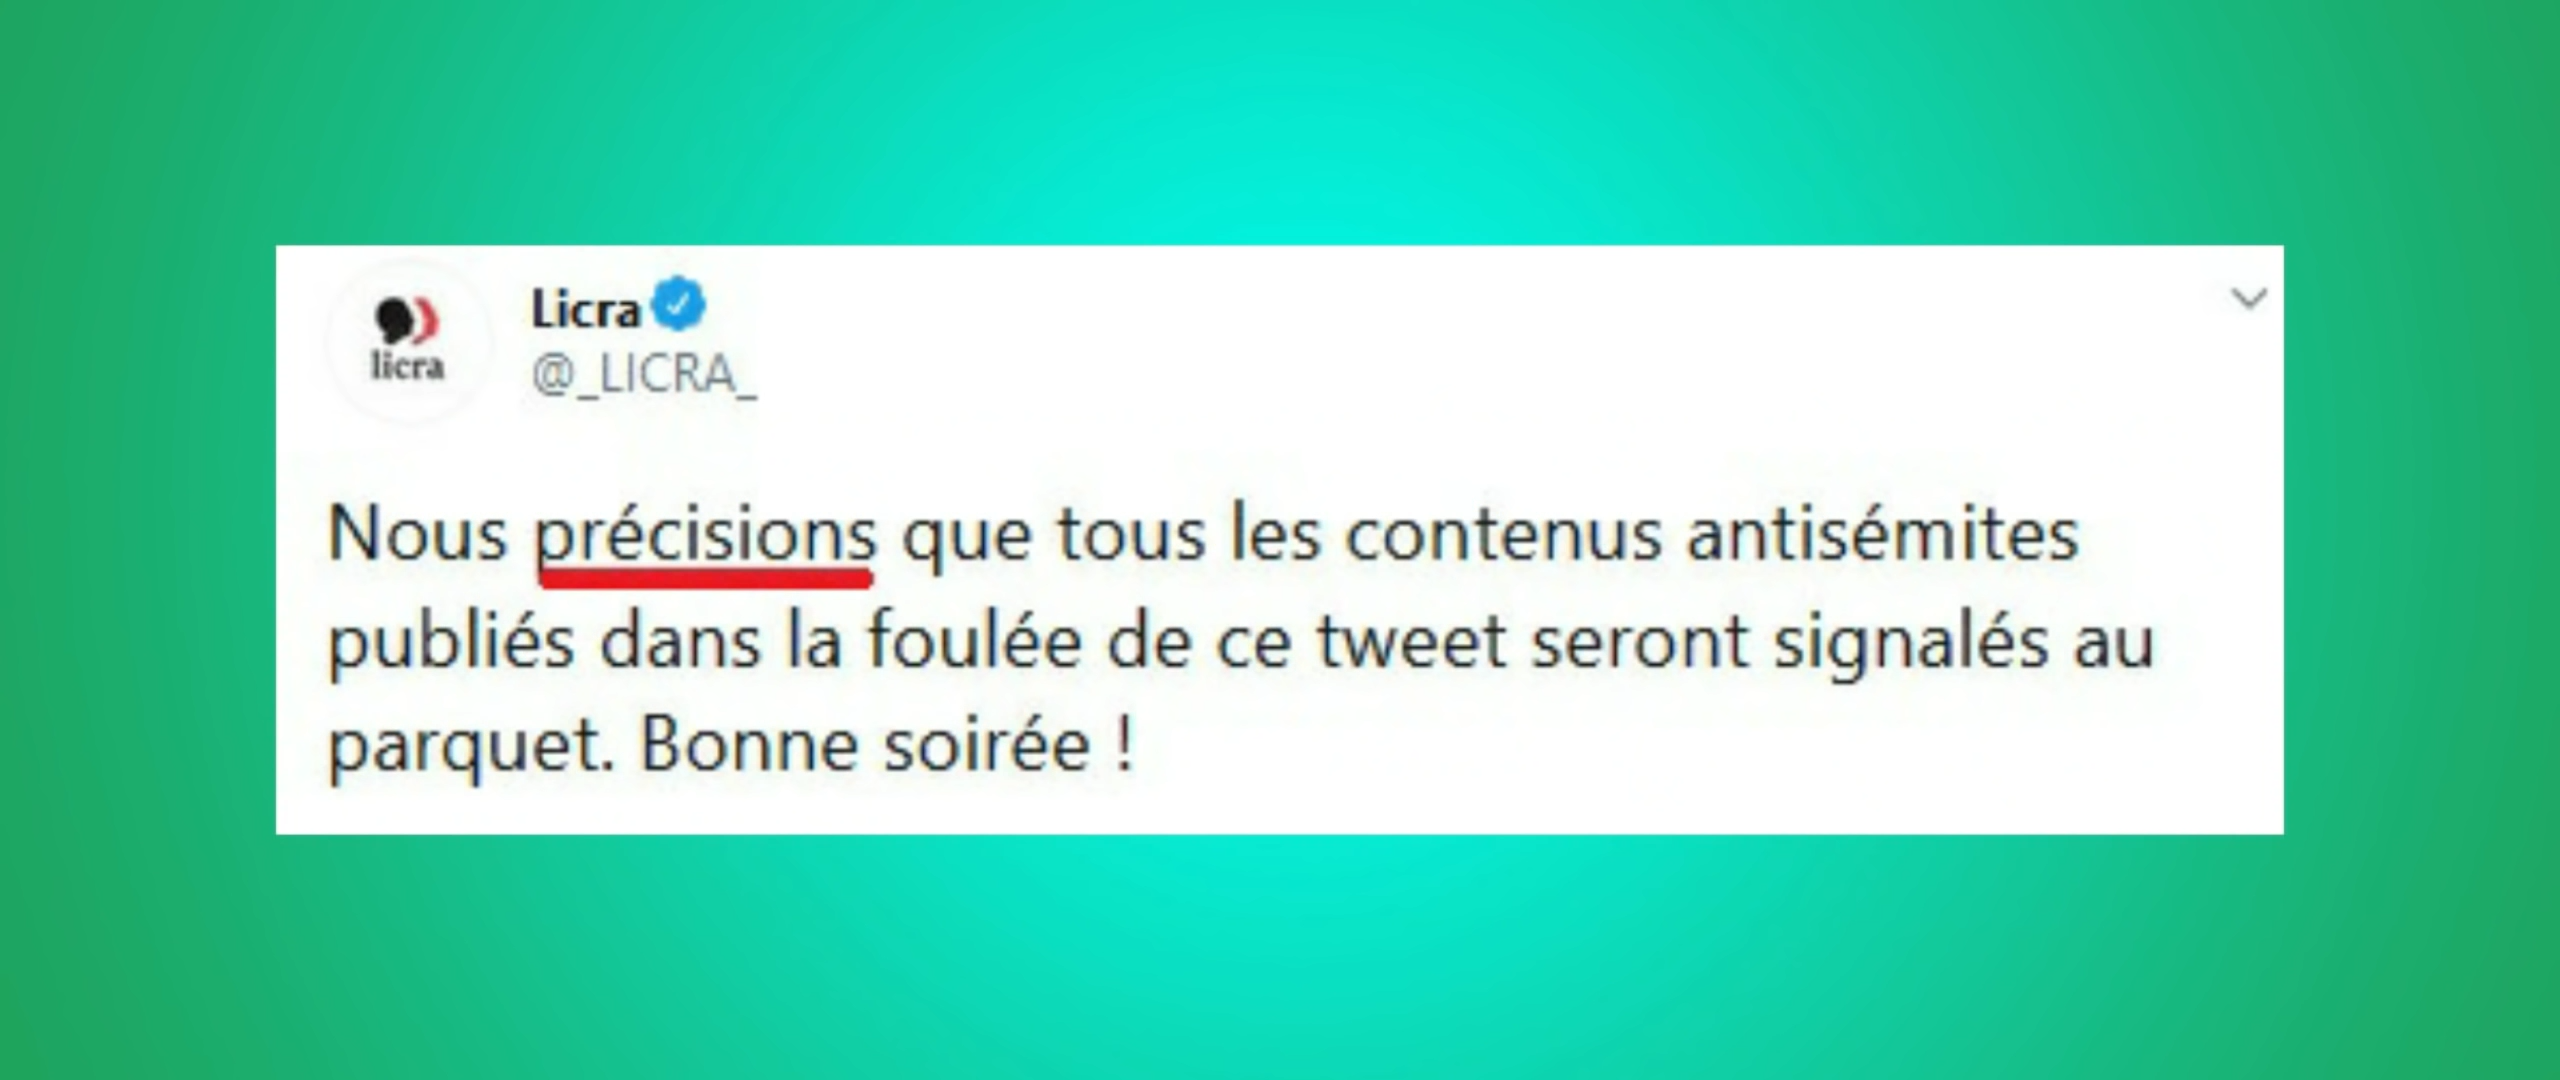 licra
Licra
@_LICRA_
Nous précisions que tous les contenus antisémites
publiés dans la foulée de ce tweet seront signalés au
parquet. Bonne soirée !